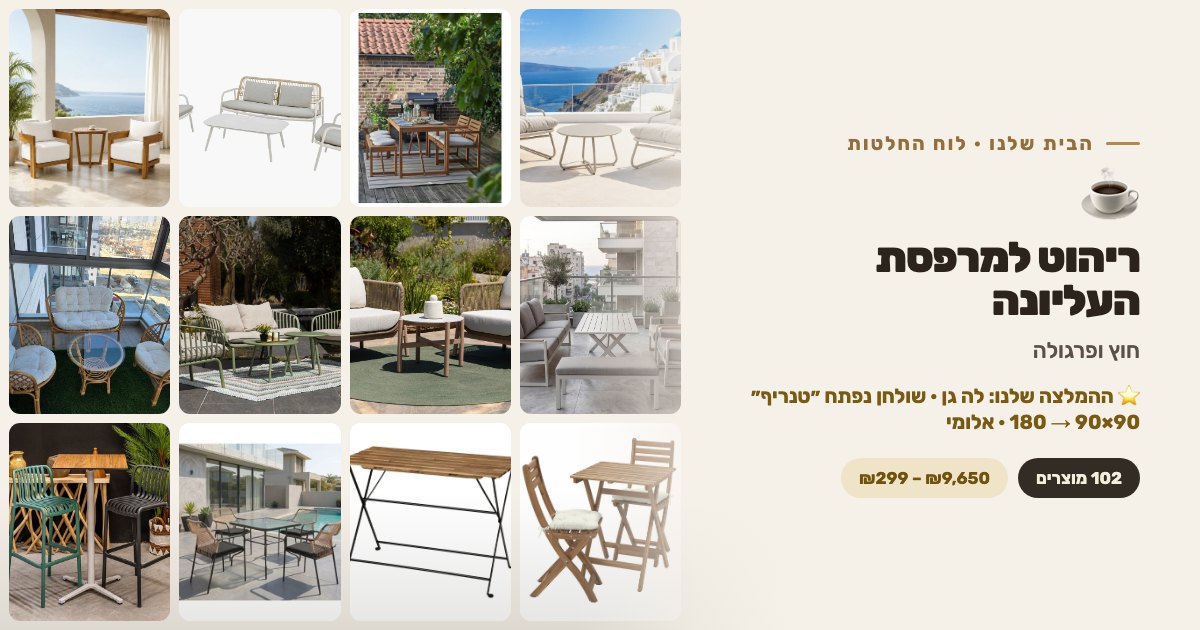 הבית שלנו • לוח החלטות
ריהוט למרפסת
העליונה
חוץ ופרגולה
⭐ ההמלצה שלנו: לה גן • שולחן נפתח ״טנריף״
90×90 → 180 • אלומי
102 מוצרים
₪299 – ₪9,650